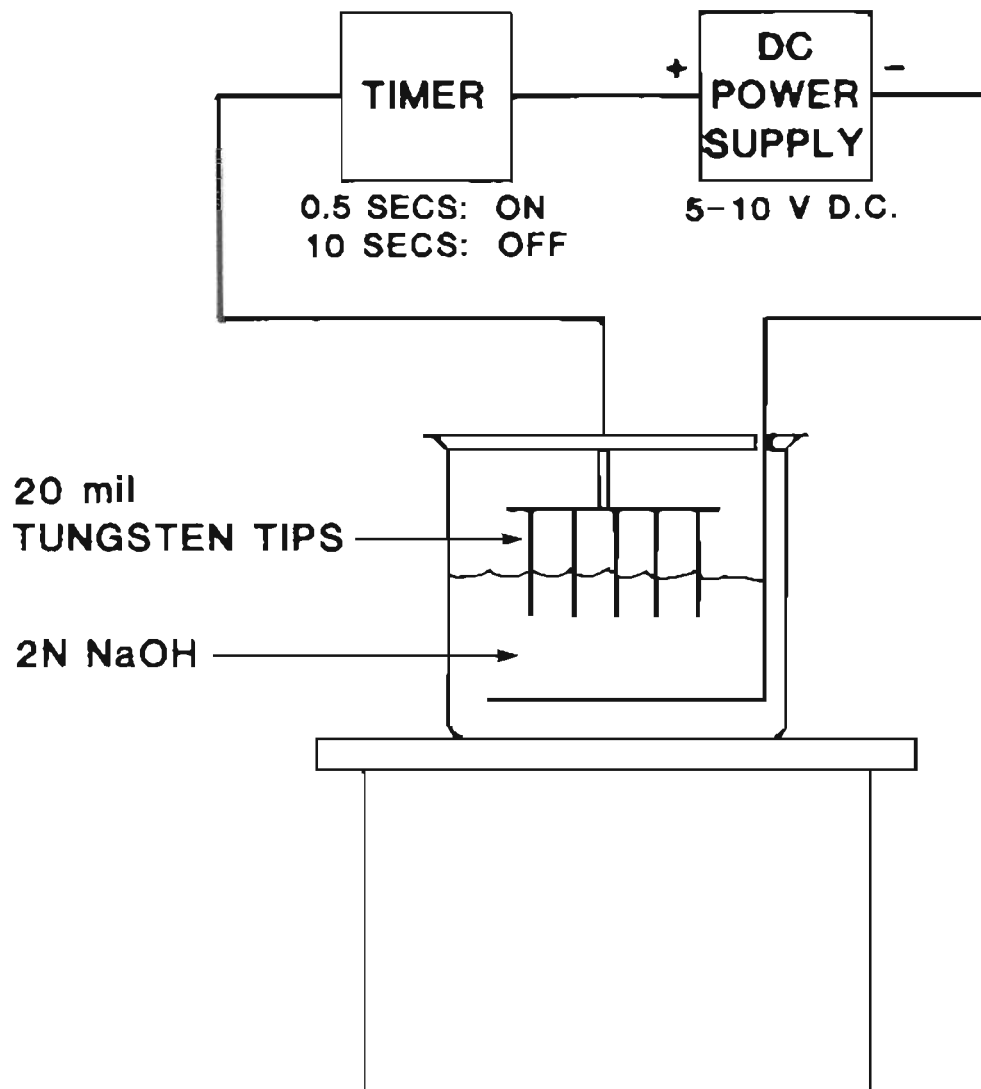 TIMER
+
DC
POWER
SUPPLY
-
0.5 SECS: ON
10 SECS: OFF
5-10 V D.C.
20 mil
TUNGSTEN TIPS
2N NaOH